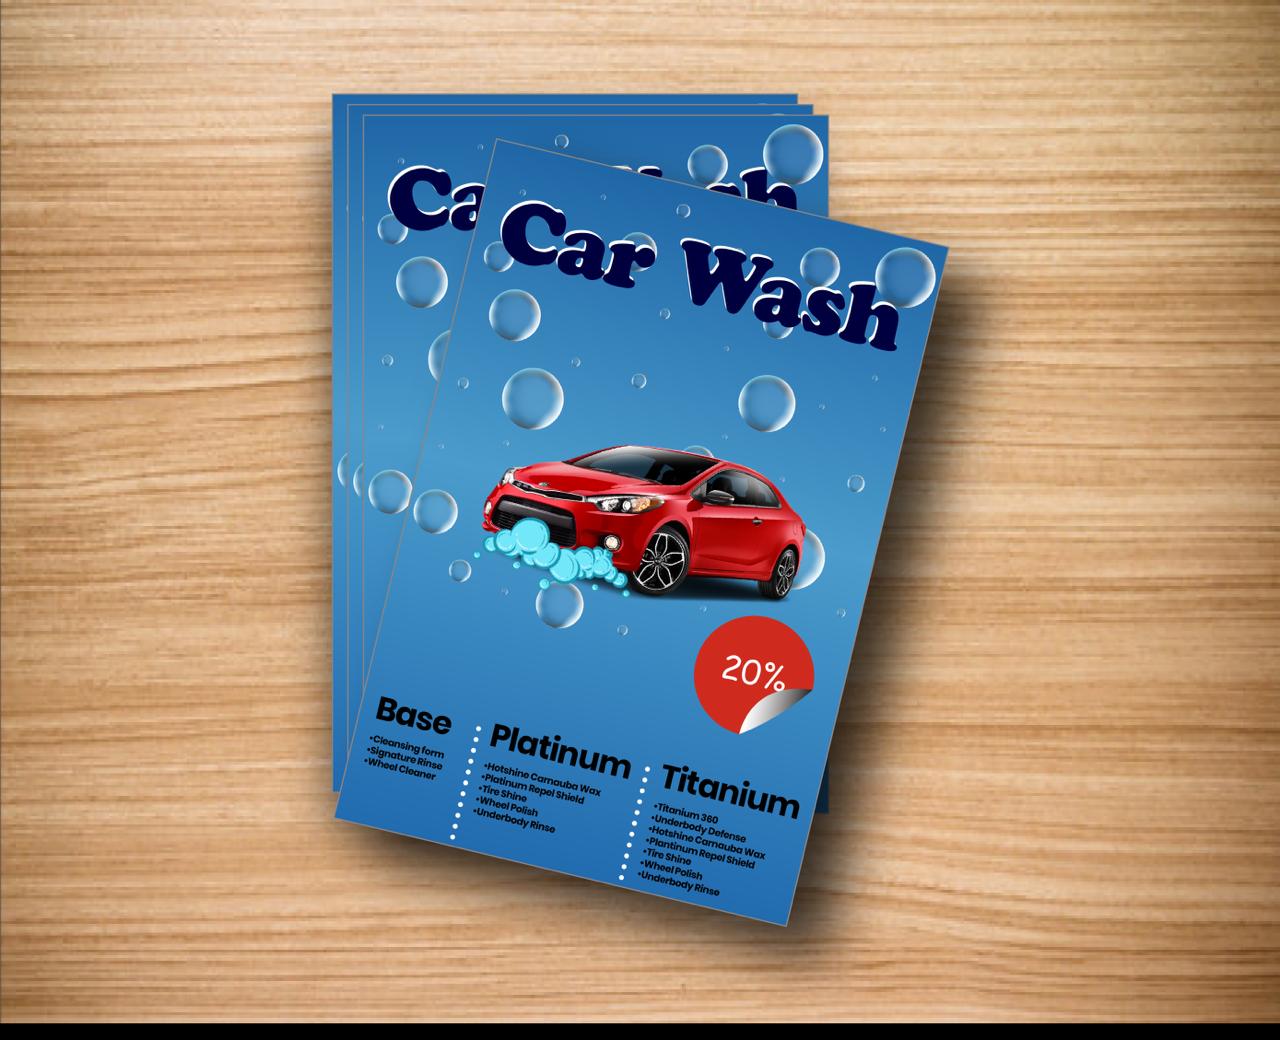 Ca
sh
Car Wash
20%
Base
•Cleansing form
•Signature Rinse
•Wheel Cleaner
Platinum
•Hotshine Carnauba Wax
•Platinum Repel Shield
•Tire Shine
•Wheel Polish
•Underbody Rinse
Titanium
•Titanium 360
•Underbody Defense
•Hotshine Carnauba Wax
•Plantinum Repel Shield
•Tire Shine
•Wheel Polish
•Underbody Rinse